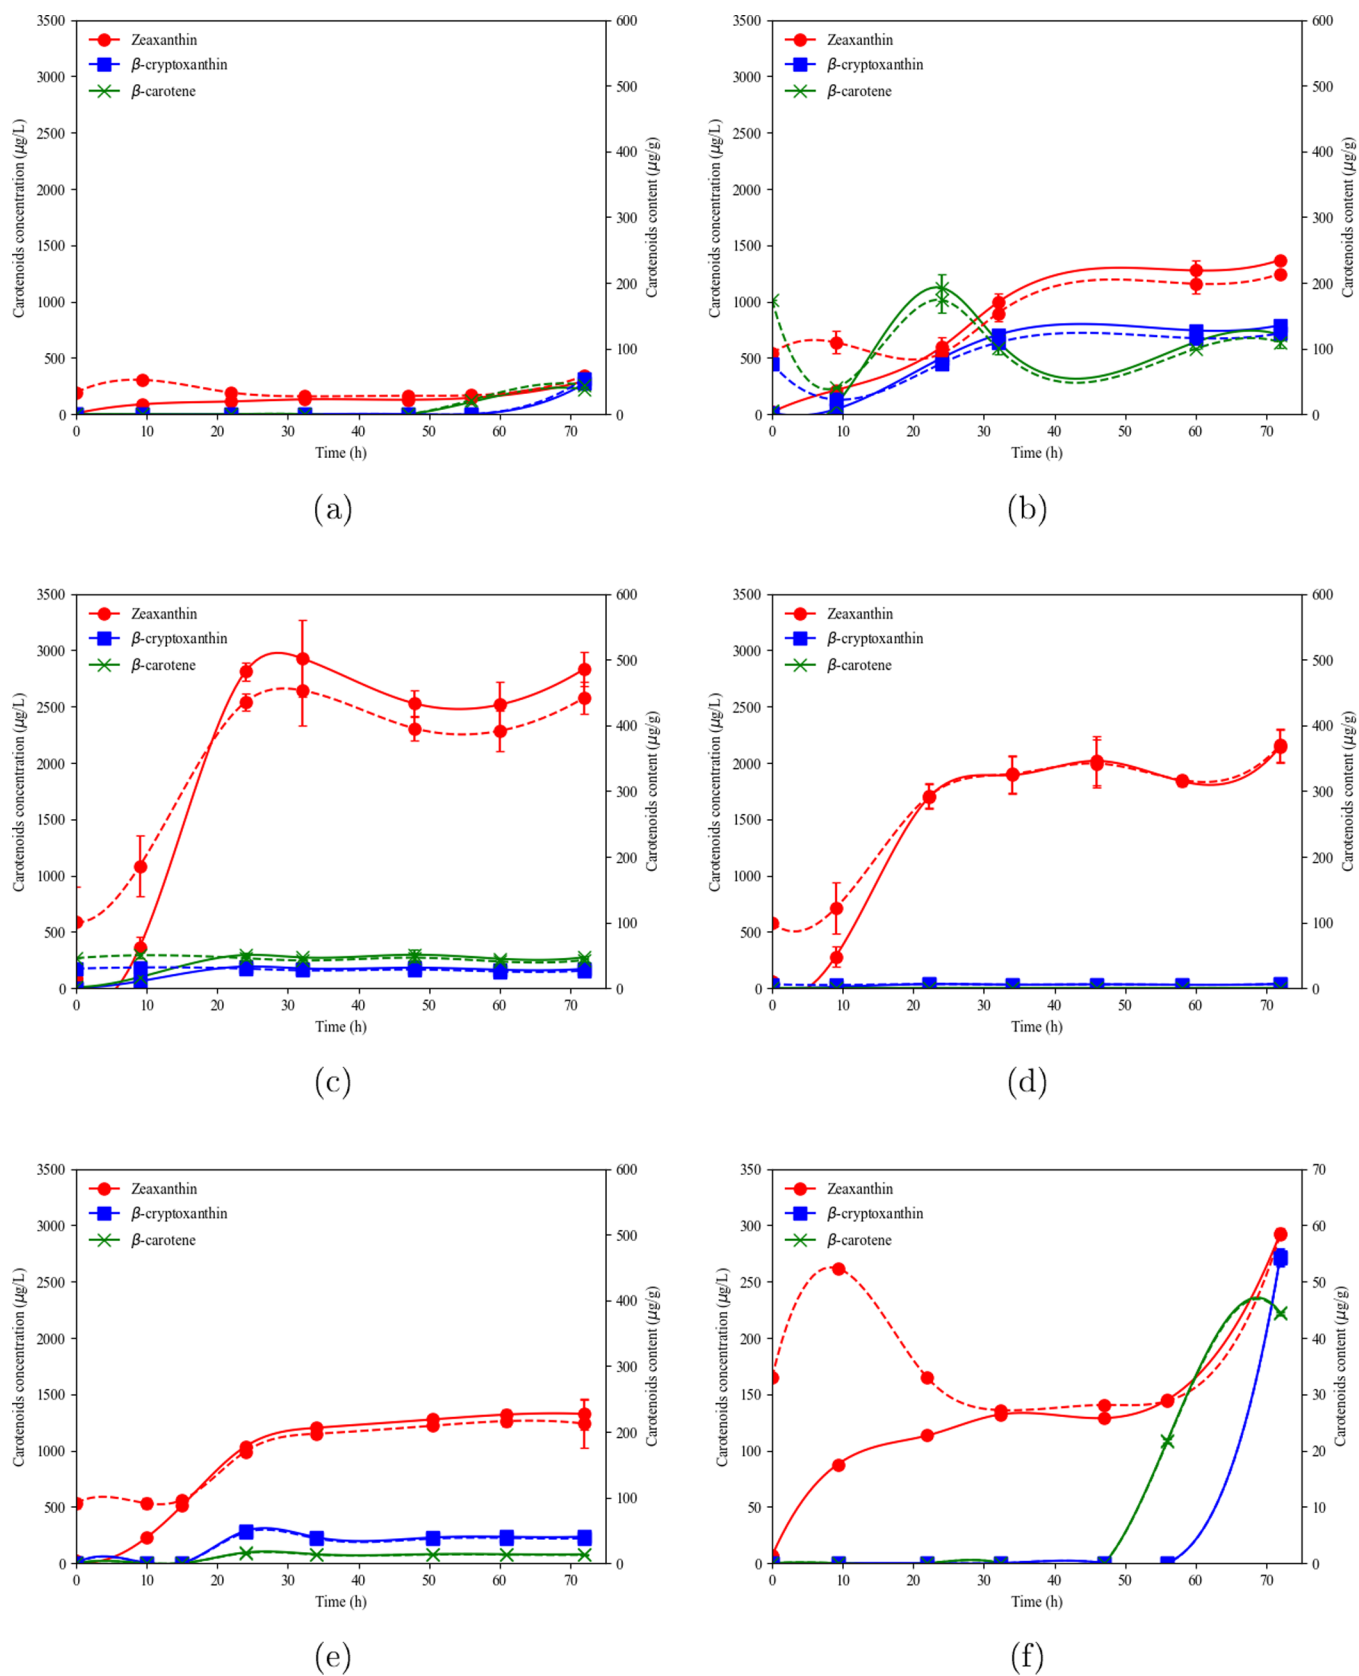 3500
3000
2500
2000
1500
1000
500
0
Carotenoids concentration (μg/L)
Zeaxanthin
β-cryptoxanthin
β-carotene
600
500
400
300
200
100
0
Carotenoids content (μg/g)
0 10 20 30 40 50 60 70
Time (h)
(a)
3500
3000
2500
2000
1500
1000
500
0
Carotenoids concentration (μg/L)
Zeaxanthin
β-cryptoxanthin
β-carotene
600
500
400
300
200
100
0
Carotenoids content (μg/g)
0 10 20 30 40 50 60 70
Time (h)
(b)
3500
3000
2500
2000
1500
1000
500
0
Carotenoids concentration (μg/L)
Zeaxanthin
β-cryptoxanthin
β-carotene
600
500
400
300
200
100
0
Carotenoids content (μg/g)
0 10 20 30 40 50 60 70
Time (h)
(c)
3500
3000
2500
2000
1500
1000
500
0
Carotenoids concentration (μg/L)
Zeaxanthin
β-cryptoxanthin
β-carotene
600
500
400
300
200
100
0
Carotenoids content (μg/g)
0 10 20 30 40 50 60 70
Time (h)
(d)
3500
3000
2500
2000
1500
1000
500
0
Carotenoids concentration (μg/L)
Zeaxanthin
β-cryptoxanthin
β-carotene
600
500
400
300
200
100
0
Carotenoids content (μg/g)
0 10 20 30 40 50 60 70
Time (h)
(e)
350
300
250
200
150
100
50
0
Carotenoids concentration (μg/L)
Zeaxanthin
β-cryptoxanthin
β-carotene
70
60
50
40
30
20
10
0
Carotenoids content (μg/g)
0 10 20 30 40 50 60 70
Time (h)
(f)